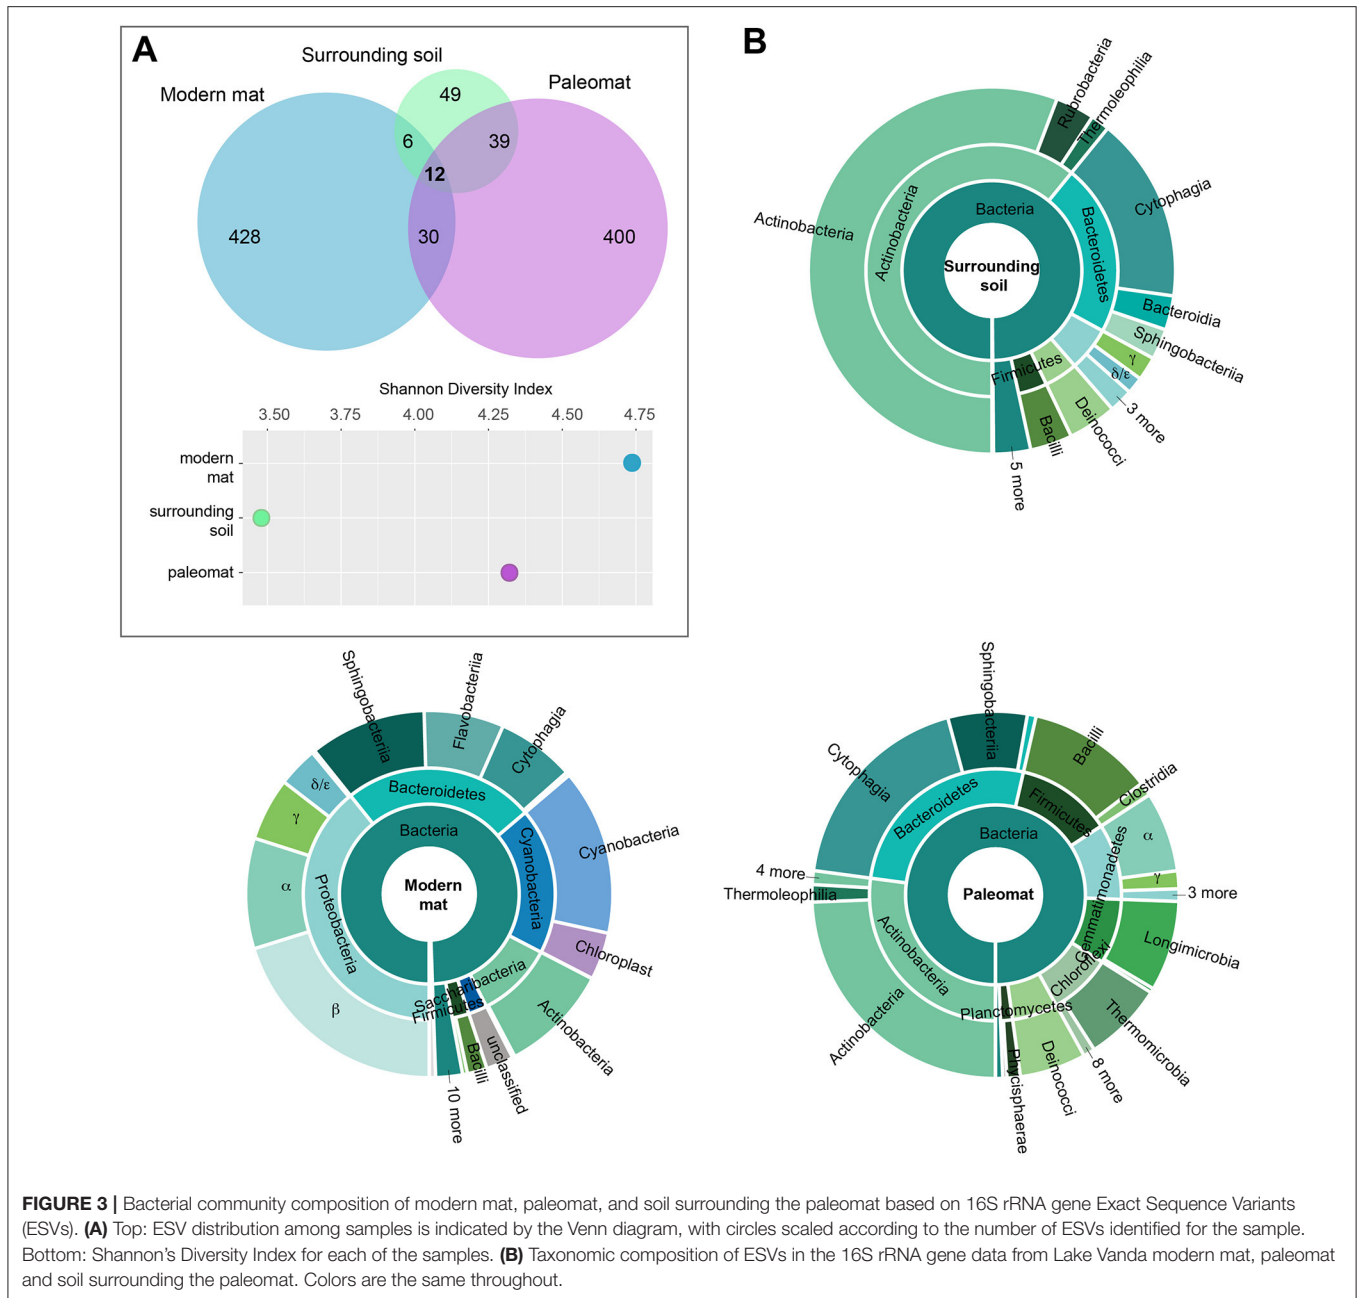 A
Surrounding soil
Modern mat
Paleomat
49
6
39
12
428
30
400
Shannon Diversity Index
3.50 3.75 4.00 4.25 4.50 4.75
modern
mat
surrounding
soil
paleomat
B
Rubrobacteria
Thermoleophilia
Cytophagia
Actinobacteria
Actinobacteria
Bacteria
Bacteroidetes
Surrounding
soil
Bacteroidia
Sphingobacteriia
γ
δ/ε
3 more
Firmicutes
Deinococci
Bacilli
5 more
Sphingobacteriia
Flavobacteriia
Cytophagia
δ/ε
Bacteroidetes
γ
Bacteria
Cyanobacteria
Cyanobacteria
Modern
mat
α
Proteobacteria
Chloroplast
Saccharibacteria
Firmicutes
β
Actinobacteria
unclassified
Bacilli
10 more
Sphingobacteriia
Bacilli
Cytophagia
Clostridia
Bacteroidetes
Firmicutes
Bacteria
α
4 more
γ
Thermoleophilia
Paleomat
3 more
Gemmatimonadetes
Actinobacteria
Longimicrobia
Chloroflexi
Planctomycetes
Actinobacteria
Thermomicrobia
Deinococci
8 more
Phycisphaerae
FIGURE 3 | Bacterial community composition of modern mat, paleomat, and soil surrounding the paleomat based on 16S rRNA gene Exact Sequence Variants
(ESVs). (A) Top: ESV distribution among samples is indicated by the Venn diagram, with circles scaled according to the number of ESVs identified for the sample.
Bottom: Shannon's Diversity Index for each of the samples. (B) Taxonomic composition of ESVs in the 16S rRNA gene data from Lake Vanda modern mat, paleomat
and soil surrounding the paleomat. Colors are the same throughout.